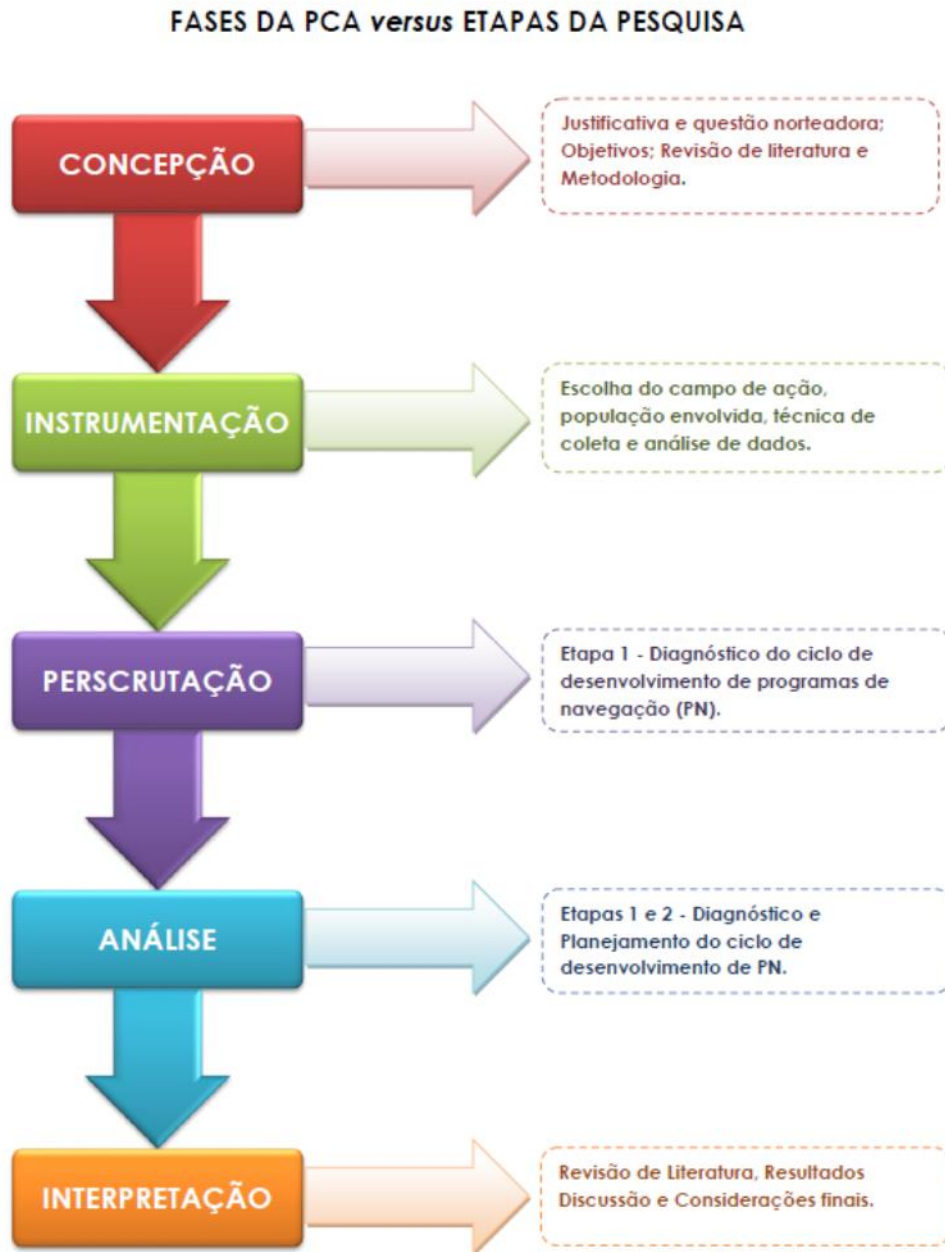 FASES DA PCA versus ETAPAS DA PESQUISA
CONCEPÇÃO
Justificativa e questão norteadora;
Objetivos; Revisão de literatura e
Metodologia.
INSTRUMENTAÇÃO
Escolha do campo de ação,
população envolvida, técnica de
coleta e análise de dados.
PERSCRUTAÇÃO
Etapa 1 - Diagnóstico do ciclo de
desenvolvimento de programas de
navegação (PN).
ANÁLISE
Etapas 1 e 2 - Diagnóstico e
Planejamento do ciclo de
desenvolvimento de PN.
INTERPRETAÇÃO
Revisão de Literatura, Resultados
Discussão e Considerações finais.